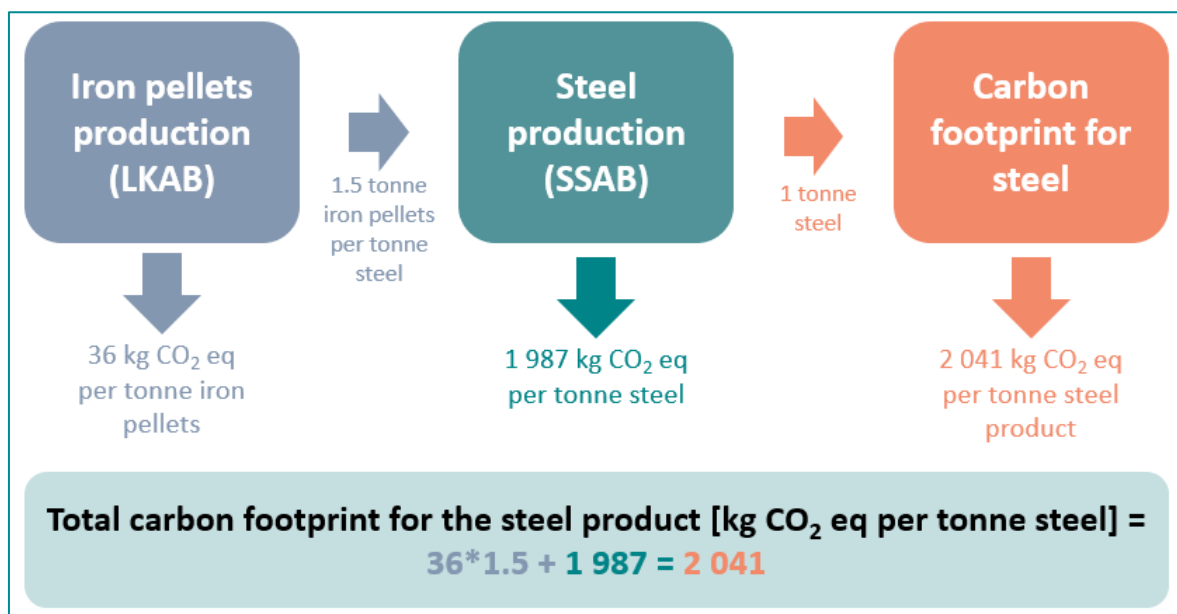 Iron pellets
production
(LKAB)
1.5 tonne
iron pellets
per tonne
steel
Steel
production
(SSAB)
1 tonne
steel
Carbon
footprint for
steel
36 kg CO₂ eq
per tonne iron
pellets
1 987 kg CO₂ eq
per tonne steel
2 041 kg CO₂ eq
per tonne steel
product
Total carbon footprint for the steel product [kg CO₂ eq per tonne steel] =
36*1.5 + 1 987 = 2 041